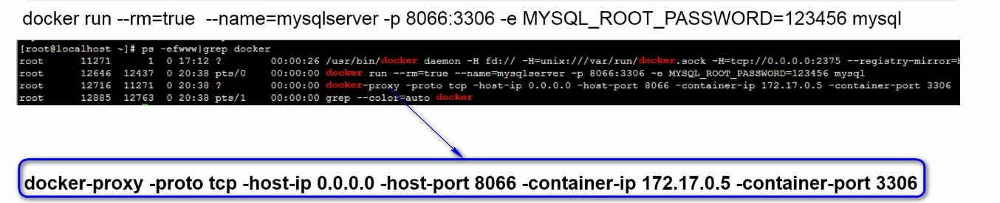 docker run --rm=true  --name=mysqlserver -p 8066:3306 -e MYSQL_ROOT_PASSWORD=123456 mysql
[root@localhost ~]# ps -efwww|grep docker
root     11271     1  0 17:12 ?        00:00:26 /usr/bin/docker daemon -H fd:// -H=unix:///var/run/docker.sock -H=tcp://0.0.0.0:2375 --registry-mirror=h
root     12646 12437  0 20:38 pts/0    00:00:00 docker run --rm=true --name=mysqlserver -p 8066:3306 -e MYSQL_ROOT_PASSWORD=123456 mysql
root     12716 11271  0 20:38 ?        00:00:00 docker-proxy -proto tcp -host-ip 0.0.0.0 -host-port 8066 -container-ip 172.17.0.5 -container-port 3306
root     12885 12763  0 20:38 pts/1    00:00:00 grep --color=auto docker
docker-proxy -proto tcp -host-ip 0.0.0.0 -host-port 8066 -container-ip 172.17.0.5 -container-port 3306